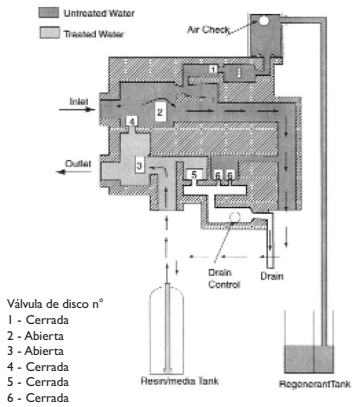 Untreated Water
Treated Water
Air Check
1
Inlet
2
4
Outlet
3
5
6 6
Drain
Control
Drain
Válvula de disco n°
1 - Cerrada
2 - Abierta
3 - Abierta
4 - Cerrada
5 - Cerrada
6 - Cerrada
Resin/media Tank
Regenerant Tank